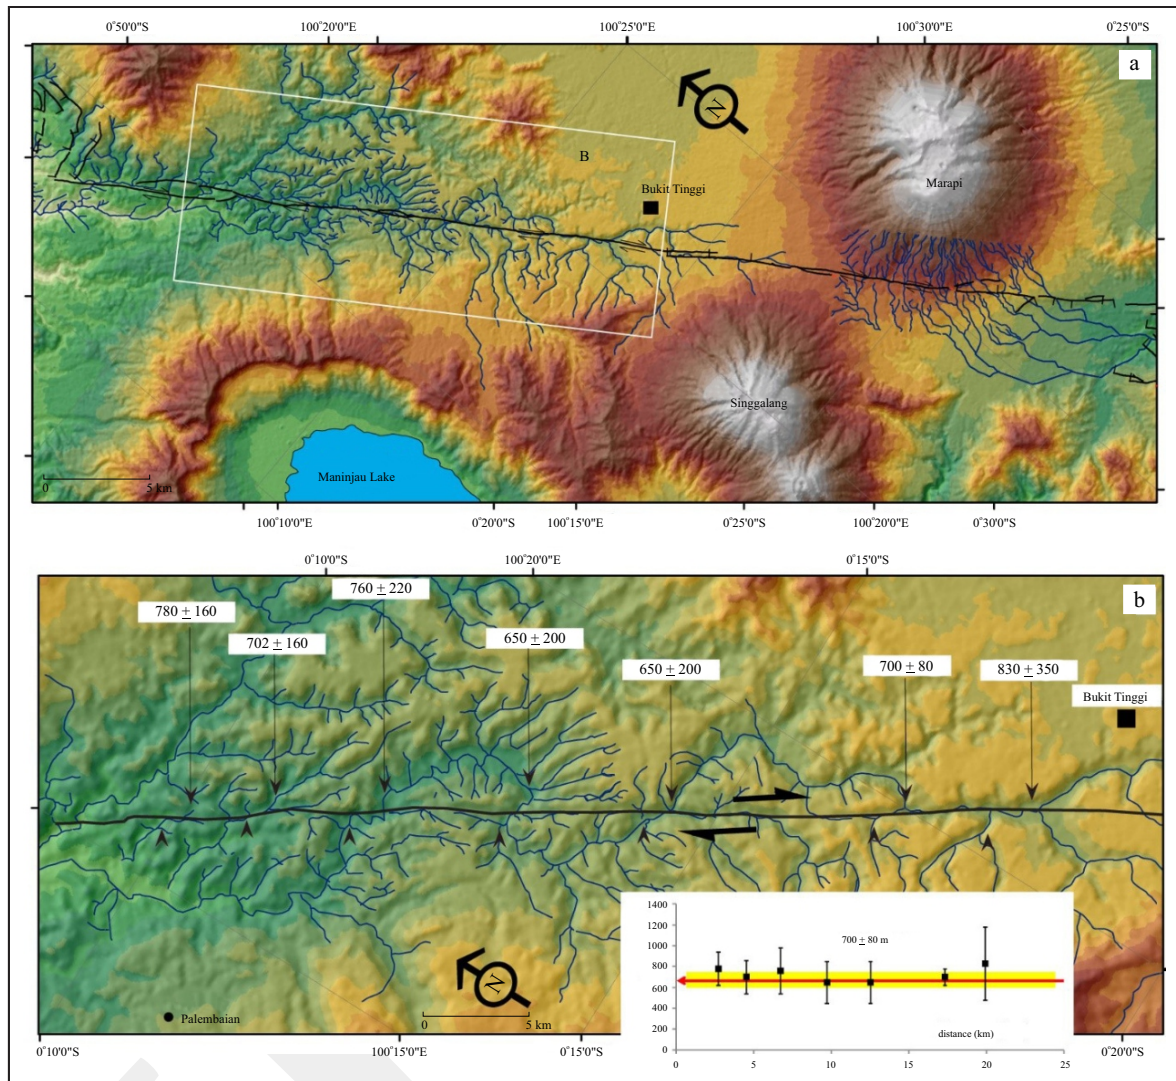 0°50'0"S 100°20'0"E 100°25'0"E 100°30'0"E 0°25'0"S
a
N
B
Bukit Tinggi
Marapi
Singgalang
Maninjau Lake
0 5 km
100°10'0"E 0°20'0"S 100°15'0"E 0°25'0"S 100°20'0"E 0°30'0"S
0°10'0"S 100°20'0"E 0°15'0"S
b
780 ± 160
702 ± 160
760 ± 220
650 ± 200
650 ± 200
700 ± 80
830 ± 350
Bukit Tinggi
N
0 5 km
Palembaian
1400
1200
1000
800
600
400
200
0
700 ± 80 m
distance (km)
0 5 10 15 20 25
0°10'0"S 100°15'0"E 0°15'0"S 0°20'0"S